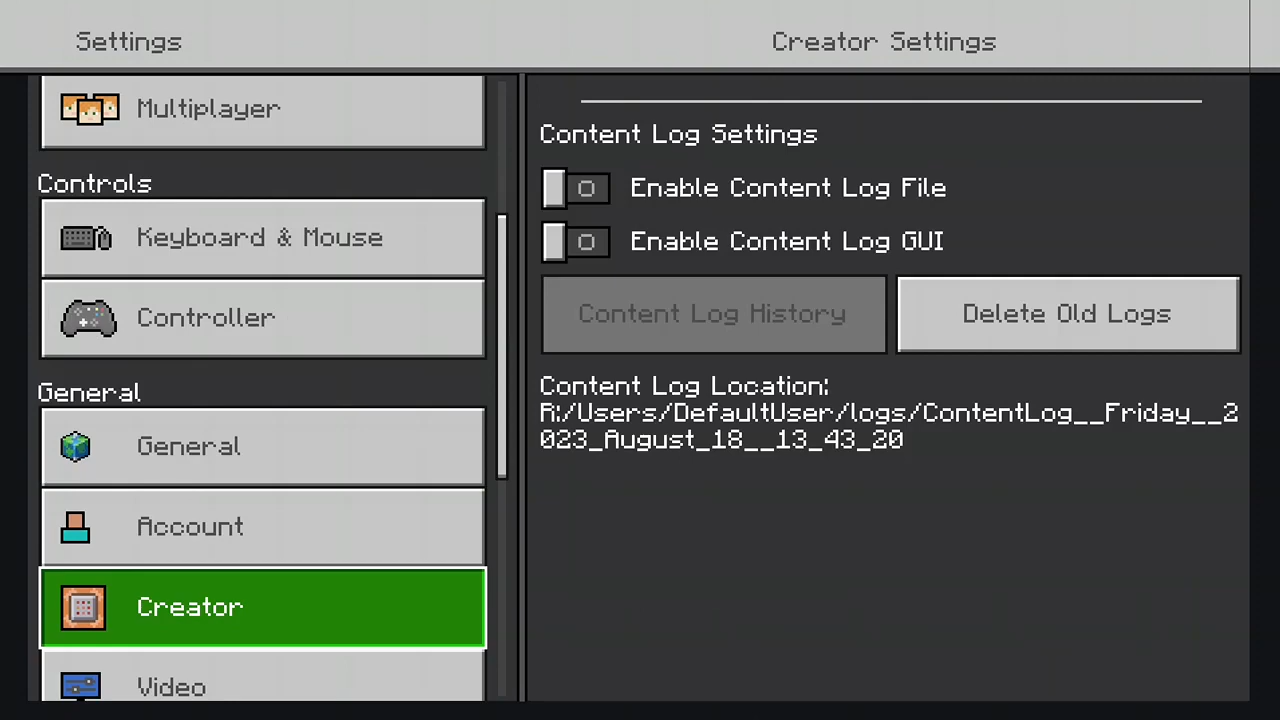 Settings
Creator Settings
Multiplayer
Controls
Keyboard & Mouse
Controller
General
General
Account
Creator
Video
Content Log Settings
Enable Content Log File
Enable Content Log GUI
Content Log History
Delete Old Logs
Content Log Location:
R:/Users/DefaultUser/logs/ContentLog__Friday__2
023_August_18__13_43_20